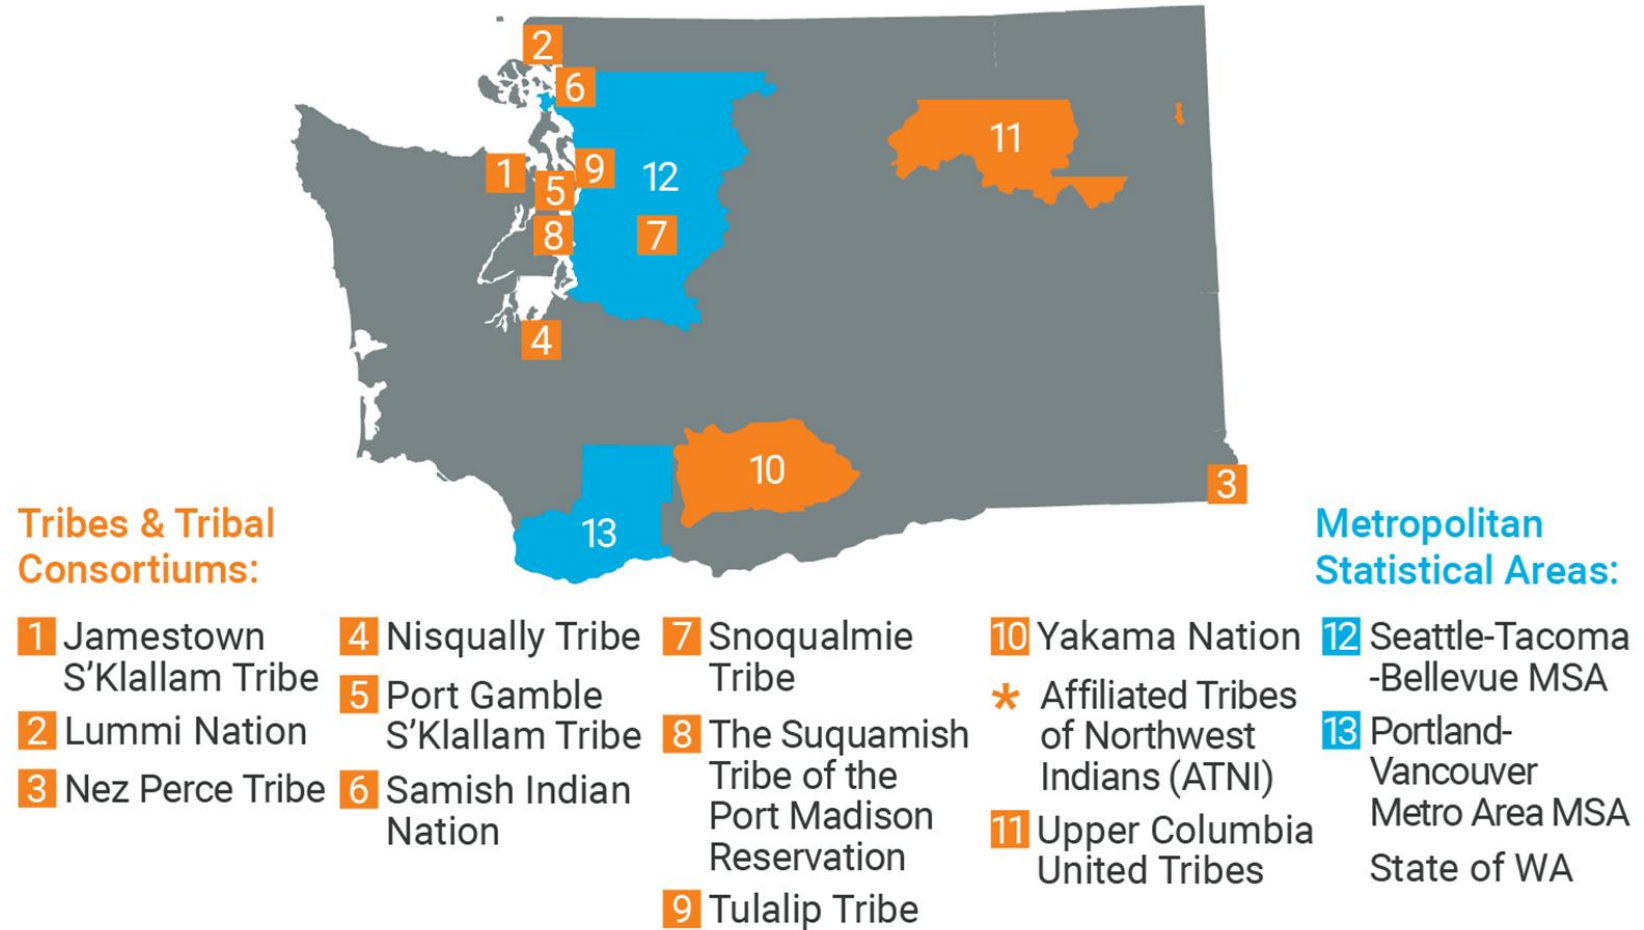 2
6
11
1
9
12
5
8
7
4
10
3
13
Tribes & Tribal
Consortiums:
1 Jamestown
S’Klallam Tribe
2 Lummi Nation
3 Nez Perce Tribe
4 Nisqually Tribe
5 Port Gamble
S’Klallam Tribe
6 Samish Indian
Nation
7 Snoqualmie
Tribe
8 The Suquamish
Tribe of the
Port Madison
Reservation
9 Tulalip Tribe
10 Yakama Nation
* Affiliated Tribes
of Northwest
Indians (ATNI)
11 Upper Columbia
United Tribes
Metropolitan
Statistical Areas:
12 Seattle-Tacoma
-Bellevue MSA
13 Portland-
Vancouver
Metro Area MSA
State of WA